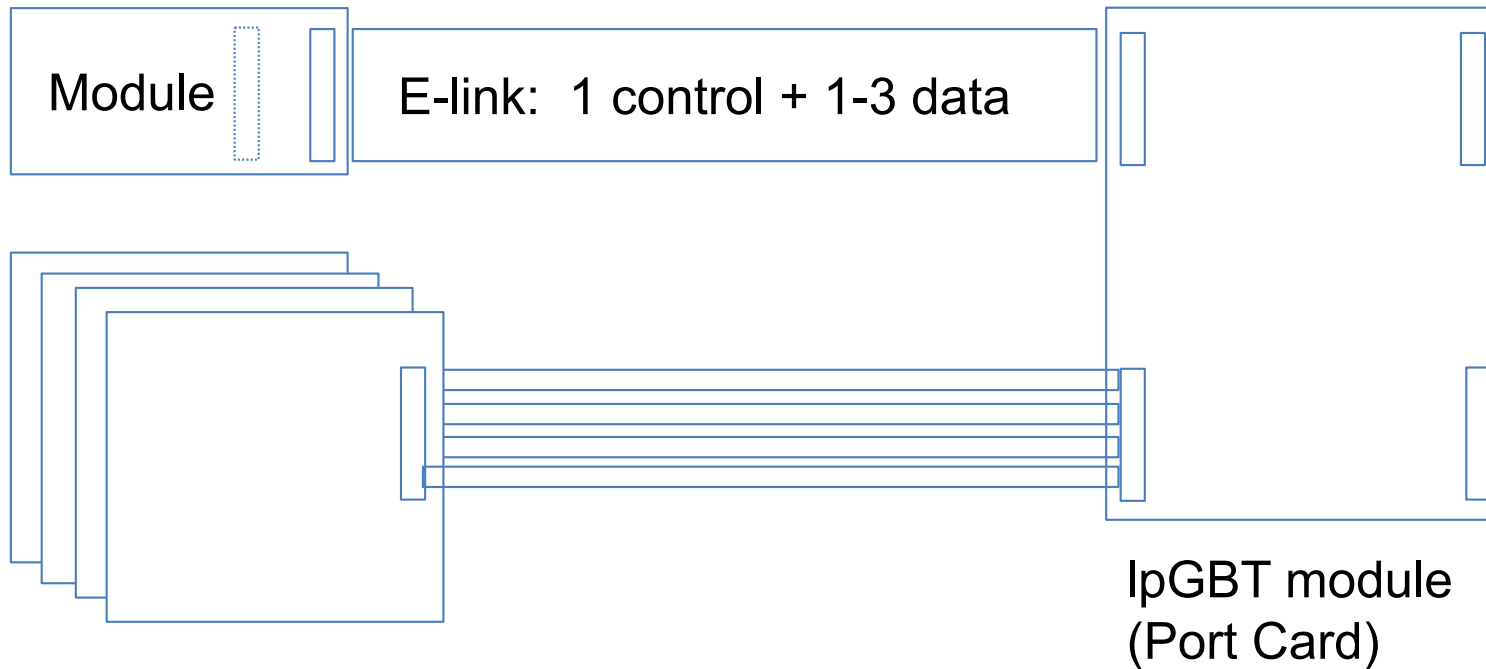 Module
E-link: 1 control + 1-3 data
lpGBT module
(Port Card)